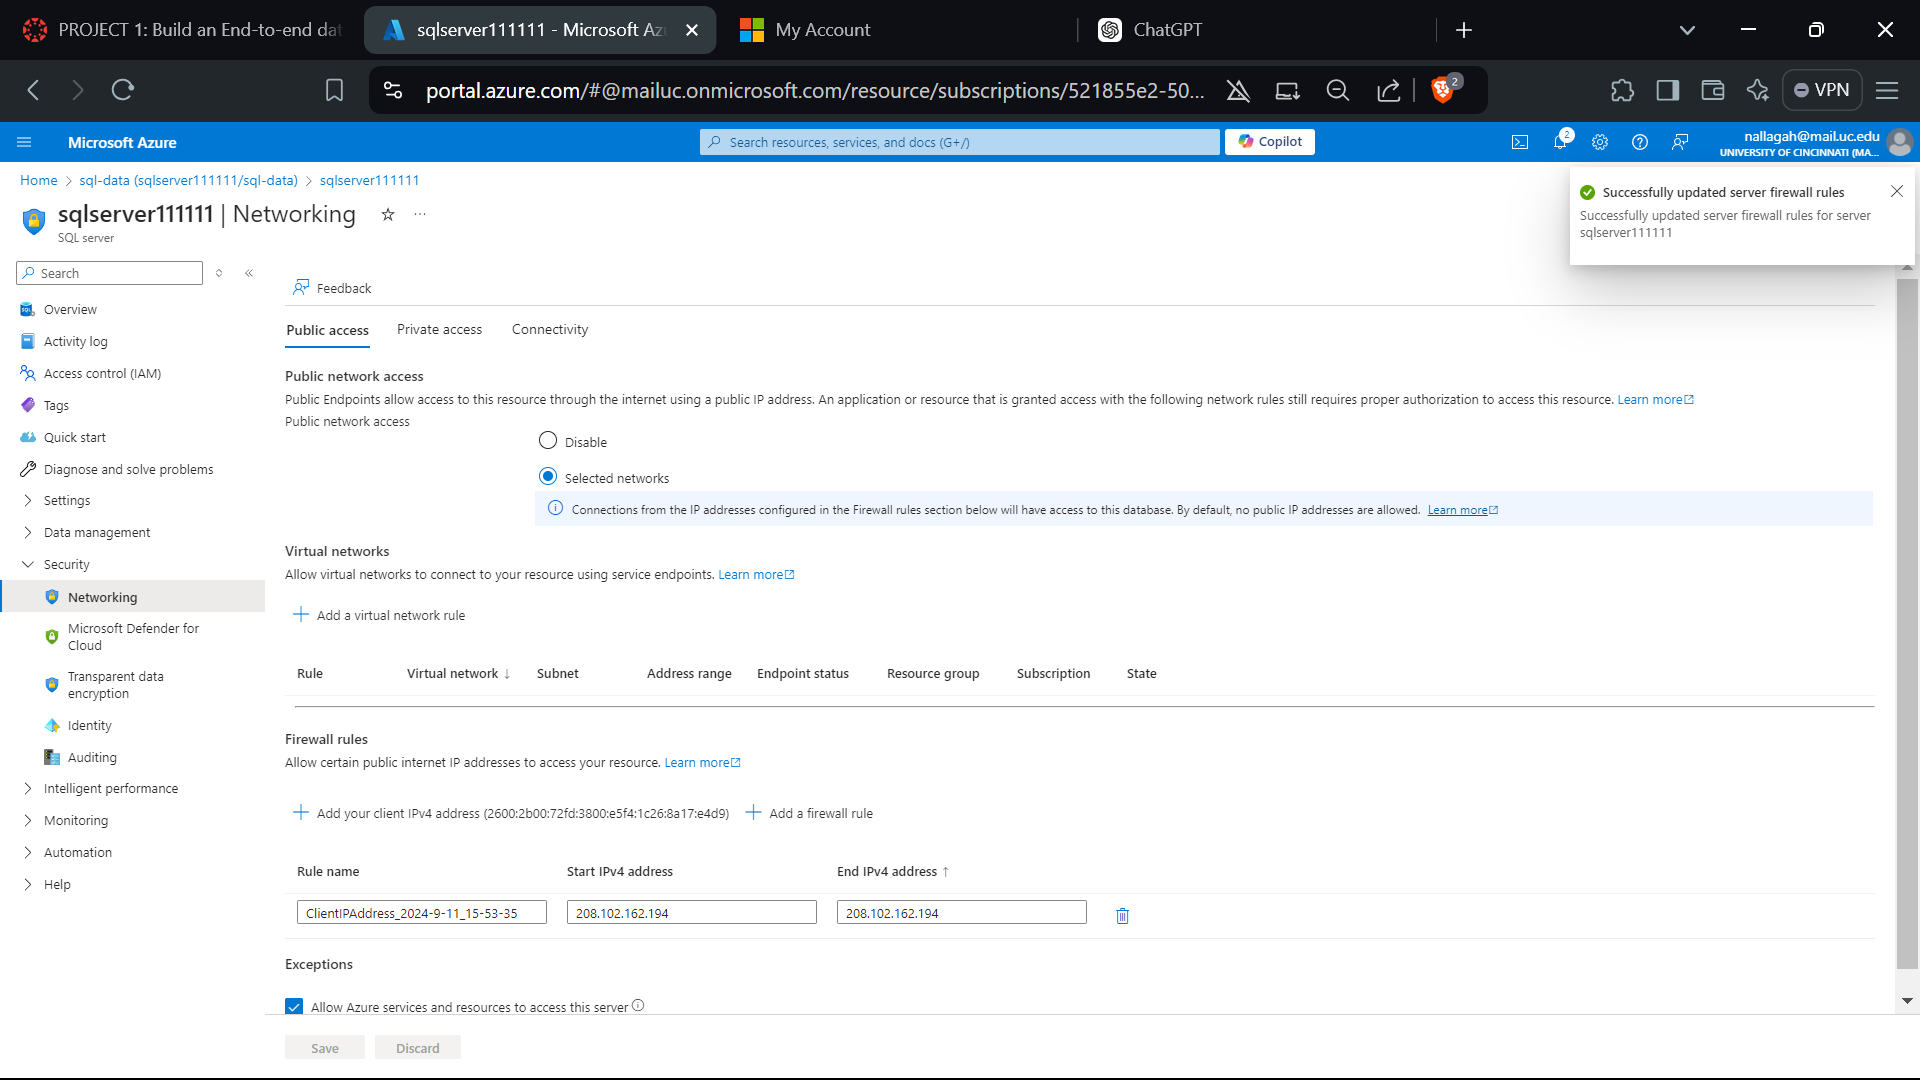 PROJECT 1: Build an End-to-end dat
sqlserver111111 - Microsoft Azu
My Account
ChatGPT
portal.azure.com/#@mailuc.onmicrosoft.com/resource/subscriptions/521855e2-50...
2
VPN
Microsoft Azure
Search resources, services, and docs (G+/)
Copilot
2
nallagah@mail.uc.edu
UNIVERSITY OF CINCINNATI (MA...
Home > sql-data (sqlserver111111/sql-data) > sqlserver111111
sqlserver111111 | Networking
SQL server
Successfully updated server firewall rules
Successfully updated server firewall rules for server
sqlserver111111
Search
Overview
Activity log
Access control (IAM)
Tags
Quick start
Diagnose and solve problems
Settings
Data management
Security
Networking
Microsoft Defender for
Cloud
Transparent data
encryption
Identity
Auditing
Intelligent performance
Monitoring
Automation
Help
Feedback
Public access
Private access
Connectivity
Public network access
Public Endpoints allow access to this resource through the internet using a public IP address. An application or resource that is granted access with the following network rules still requires proper authorization to access this resource. Learn more
Public network access
Disable
Selected networks
Connections from the IP addresses configured in the Firewall rules section below will have access to this database. By default, no public IP addresses are allowed. Learn more
Virtual networks
Allow virtual networks to connect to your resource using service endpoints. Learn more
Add a virtual network rule
Rule Virtual network ↓ Subnet Address range Endpoint status Resource group Subscription State
Firewall rules
Allow certain public internet IP addresses to access your resource. Learn more
Add your client IPv4 address (2600:2b00:72fd:3800:e5f4:1c26:8a17:e4d9)
Add a firewall rule
Rule name Start IPv4 address End IPv4 address ↑
ClientIPAddress_2024-9-11_15-53-35 208.102.162.194 208.102.162.194
Exceptions
Allow Azure services and resources to access this server
Save
Discard